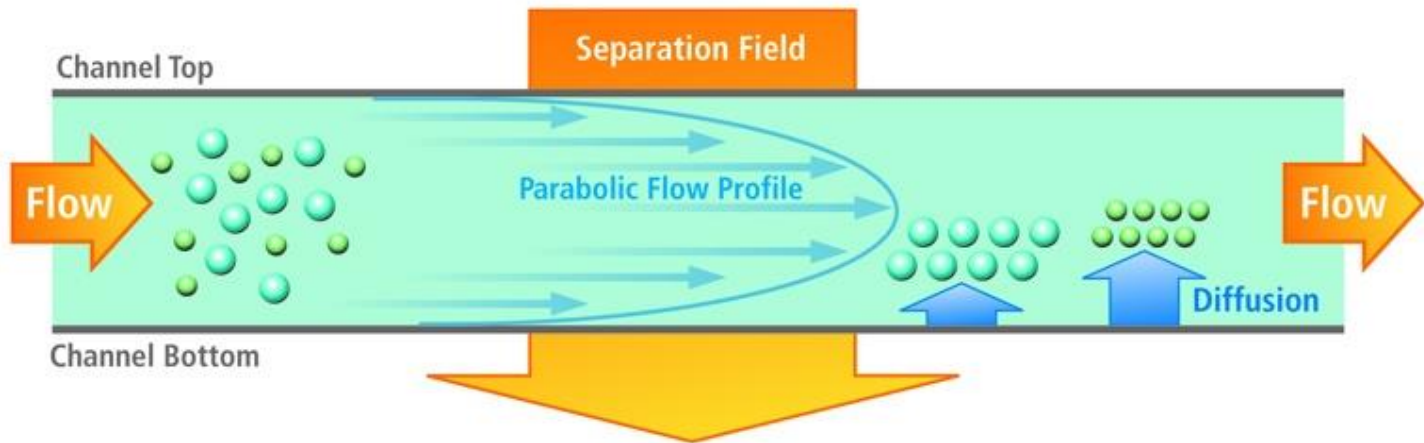 Separation Field
Channel Top
Flow
Parabolic Flow Profile
Flow
Diffusion
Channel Bottom